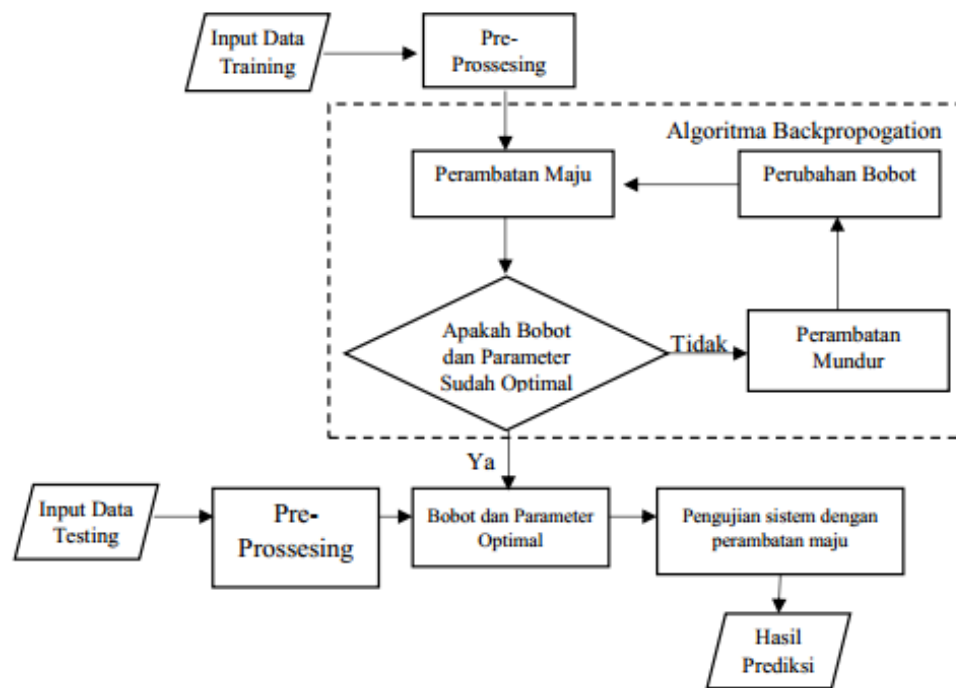 Input Data
Training
Pre-
Prossesing
Algoritma Backpropogation
Perambatan Maju
Perubahan Bobot
Apakah Bobot
dan Parameter
Sudah Optimal
Tidak
Perambatan
Mundur
Ya
Input Data
Testing
Pre-
Prossesing
Bobot dan Parameter
Optimal
Pengujian sistem dengan
perambatan maju
Hasil
Prediksi